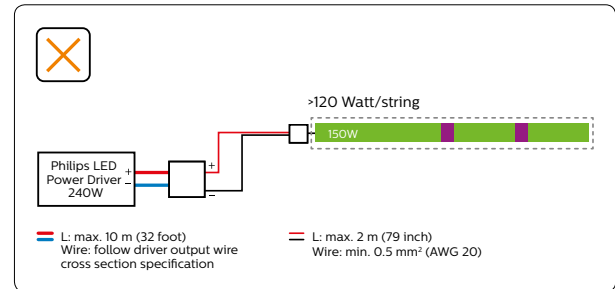 >120 Watt/string
150W
Philips LED
Power Driver
240W
+
–
+
–
L: max. 10 m (32 foot)
Wire: follow driver output wire
cross section specification
L: max. 2 m (79 inch)
Wire: min. 0.5 mm² (AWG 20)